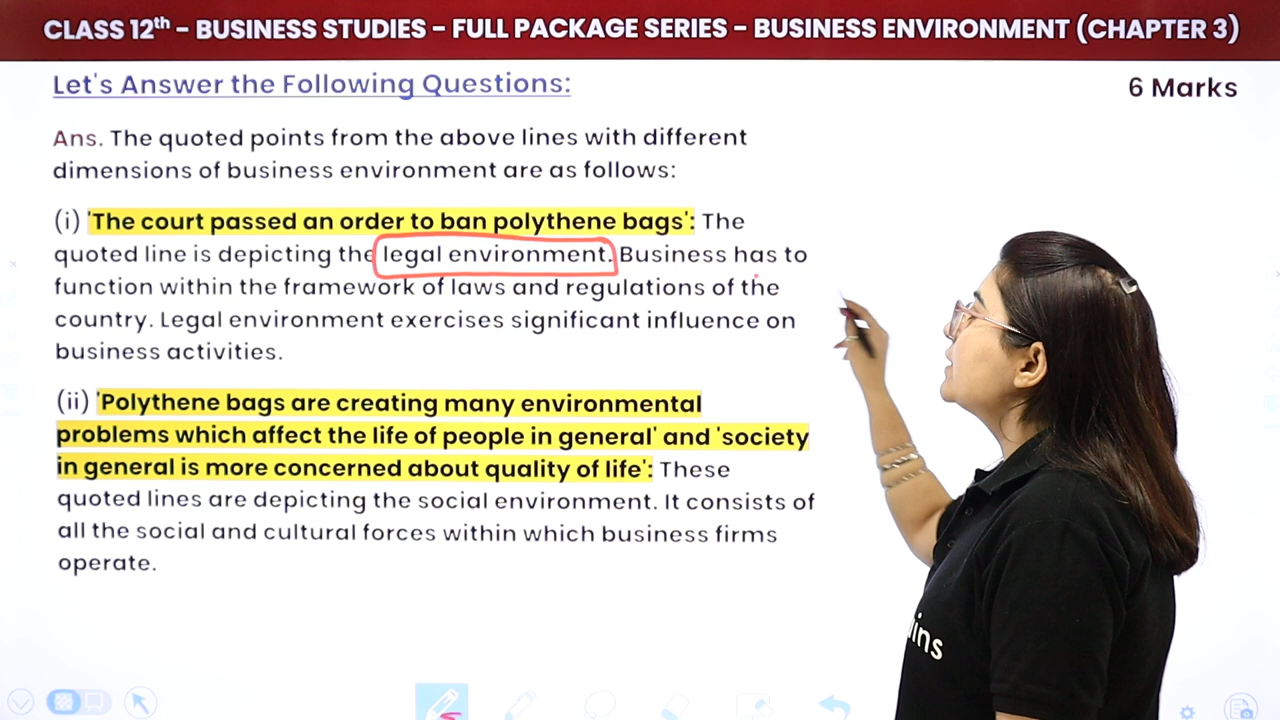 CLASS 12th – BUSINESS STUDIES – FULL PACKAGE SERIES – BUSINESS ENVIRONMENT (CHAPTER 3)
Let's Answer the Following Questions:
6 Marks
Ans. The quoted points from the above lines with different
dimensions of business environment are as follows:
(i) 'The court passed an order to ban polythene bags': The
quoted line is depicting the legal environment. Business has to
function within the framework of laws and regulations of the
country. Legal environment exercises significant influence on
business activities.
(ii) 'Polythene bags are creating many environmental
problems which affect the life of people in general' and 'society
in general is more concerned about quality of life': These
quoted lines are depicting the social environment. It consists of
all the social and cultural forces within which business firms
operate.